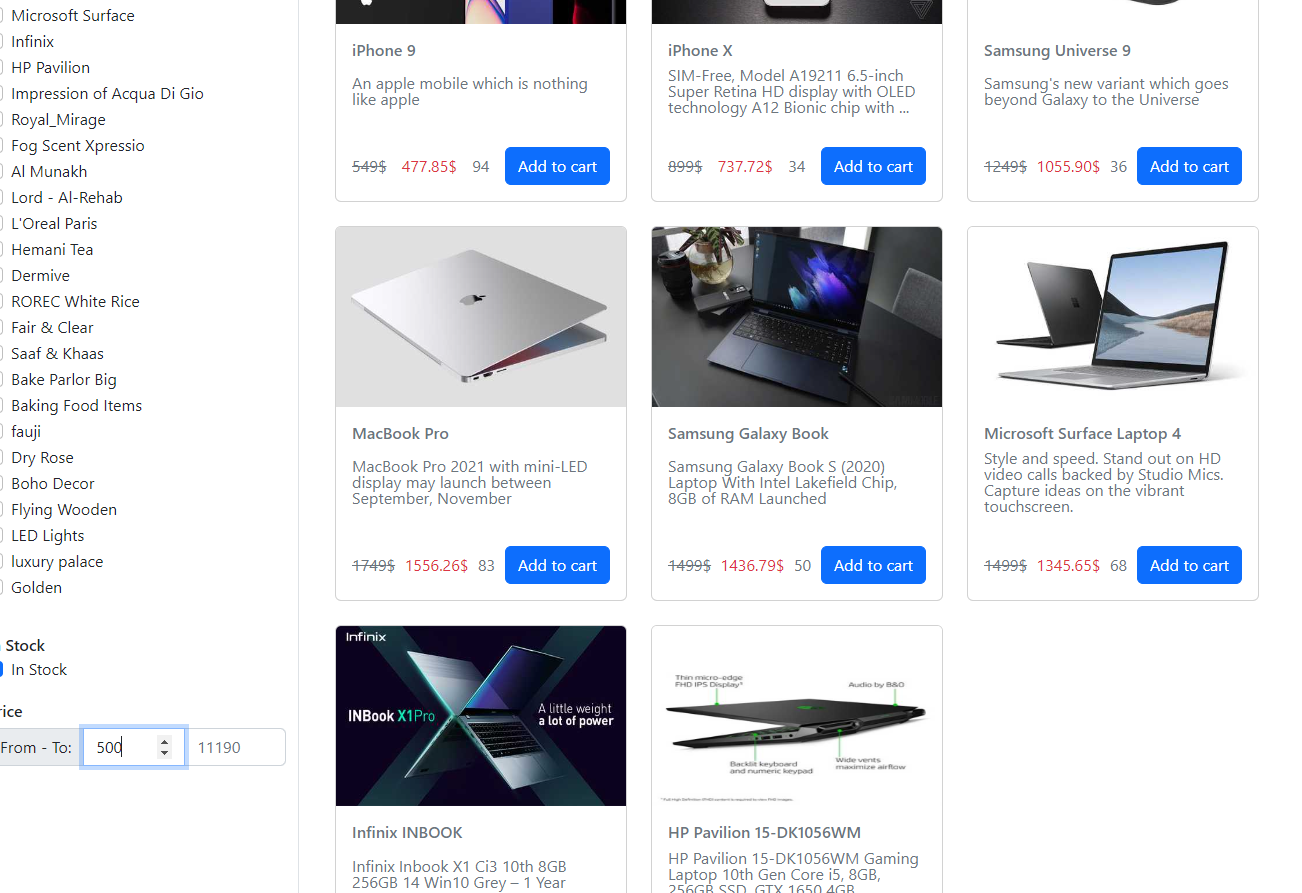 Microsoft Surface
Infinix
HP Pavilion
Impression of Acqua Di Gio
Royal_Mirage
Fog Scent Xpressio
Al Munakh
Lord - Al-Rehab
L'Oreal Paris
Hemani Tea
Dermive
ROREC White Rice
Fair & Clear
Saaf & Khaas
Bake Parlor Big
Baking Food Items
fauji
Dry Rose
Boho Decor
Flying Wooden
LED Lights
luxury palace
Golden
Stock
In Stock
rice
From - To: 500 11190
iPhone 9
An apple mobile which is nothing
like apple
549$ 477.85$ 94 Add to cart
iPhone X
SIM-Free, Model A19211 6.5-inch
Super Retina HD display with OLED
technology A12 Bionic chip with ...
899$ 737.72$ 34 Add to cart
Samsung Universe 9
Samsung's new variant which goes
beyond Galaxy to the Universe
1249$ 1055.90$ 36 Add to cart
MacBook Pro
MacBook Pro 2021 with mini-LED
display may launch between
September, November
1749$ 1556.26$ 83 Add to cart
Samsung Galaxy Book
Samsung Galaxy Book S (2020)
Laptop With Intel Lakefield Chip,
8GB of RAM Launched
1499$ 1436.79$ 50 Add to cart
Microsoft Surface Laptop 4
Style and speed. Stand out on HD
video calls backed by Studio Mics.
Capture ideas on the vibrant
touchscreen.
1499$ 1345.65$ 68 Add to cart
Infinix
INBook X1Pro
A little weight
a lot of power
Infinix INBOOK
Infinix Inbook X1 Ci3 10th 8GB
256GB 14 Win10 Grey – 1 Year
Thin micro-edge
FHD IPS Display*
Audio by B&O
Backlit keyboard
and numeric keypad
Wide vents
maximize airflow
HP Pavilion 15-DK1056WM
HP Pavilion 15-DK1056WM Gaming
Laptop 10th Gen Core i5, 8GB,
256GB SSD, GTX 1650 4GB,